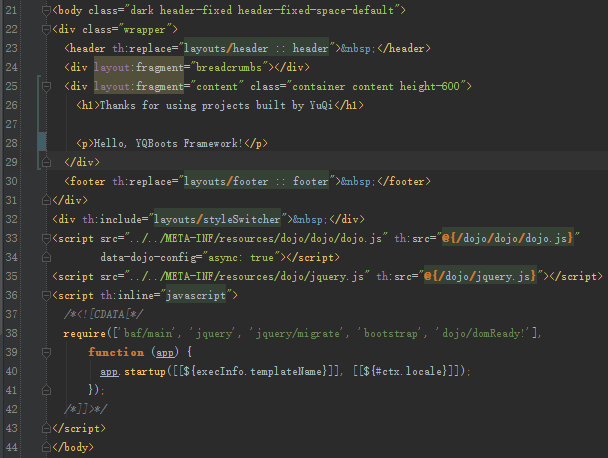 21 <body class="dark header-fixed header-fixed-space-default">
22 <div class="wrapper">
23 <header th:replace="layouts/header :: header">&nbsp;</header>
24 <div layout:fragment="breadcrumbs"></div>
25 <div layout:fragment="content" class="container content height-600">
26 <h1>Thanks for using projects built by YuQi</h1>
27
28 <p>Hello, YQBoots Framework!</p>
29 </div>
30 <footer th:replace="layouts/footer :: footer">&nbsp;</footer>
31 </div>
32 <div th:include="layouts/styleSwitcher">&nbsp;</div>
33 <script src="../../META-INF/resources/dojo/dojo/dojo.js" th:src="@{/dojo/dojo/dojo.js}"
34 data-dojo-config="async: true"></script>
35 <script src="../../META-INF/resources/dojo/jquery.js" th:src="@{/dojo/jquery.js}"></script>
36 <script th:inline="javascript">
37 /*<![CDATA[*/
38 require(['baf/main', 'jquery', 'jquery/migrate', 'bootstrap', 'dojo/domReady!'],
39 function (app) {
40 app.startup([[${execInfo.templateName}]], [[${#ctx.locale}]]);
41 });
42 /*]]>*/
43 </script>
44 </body>